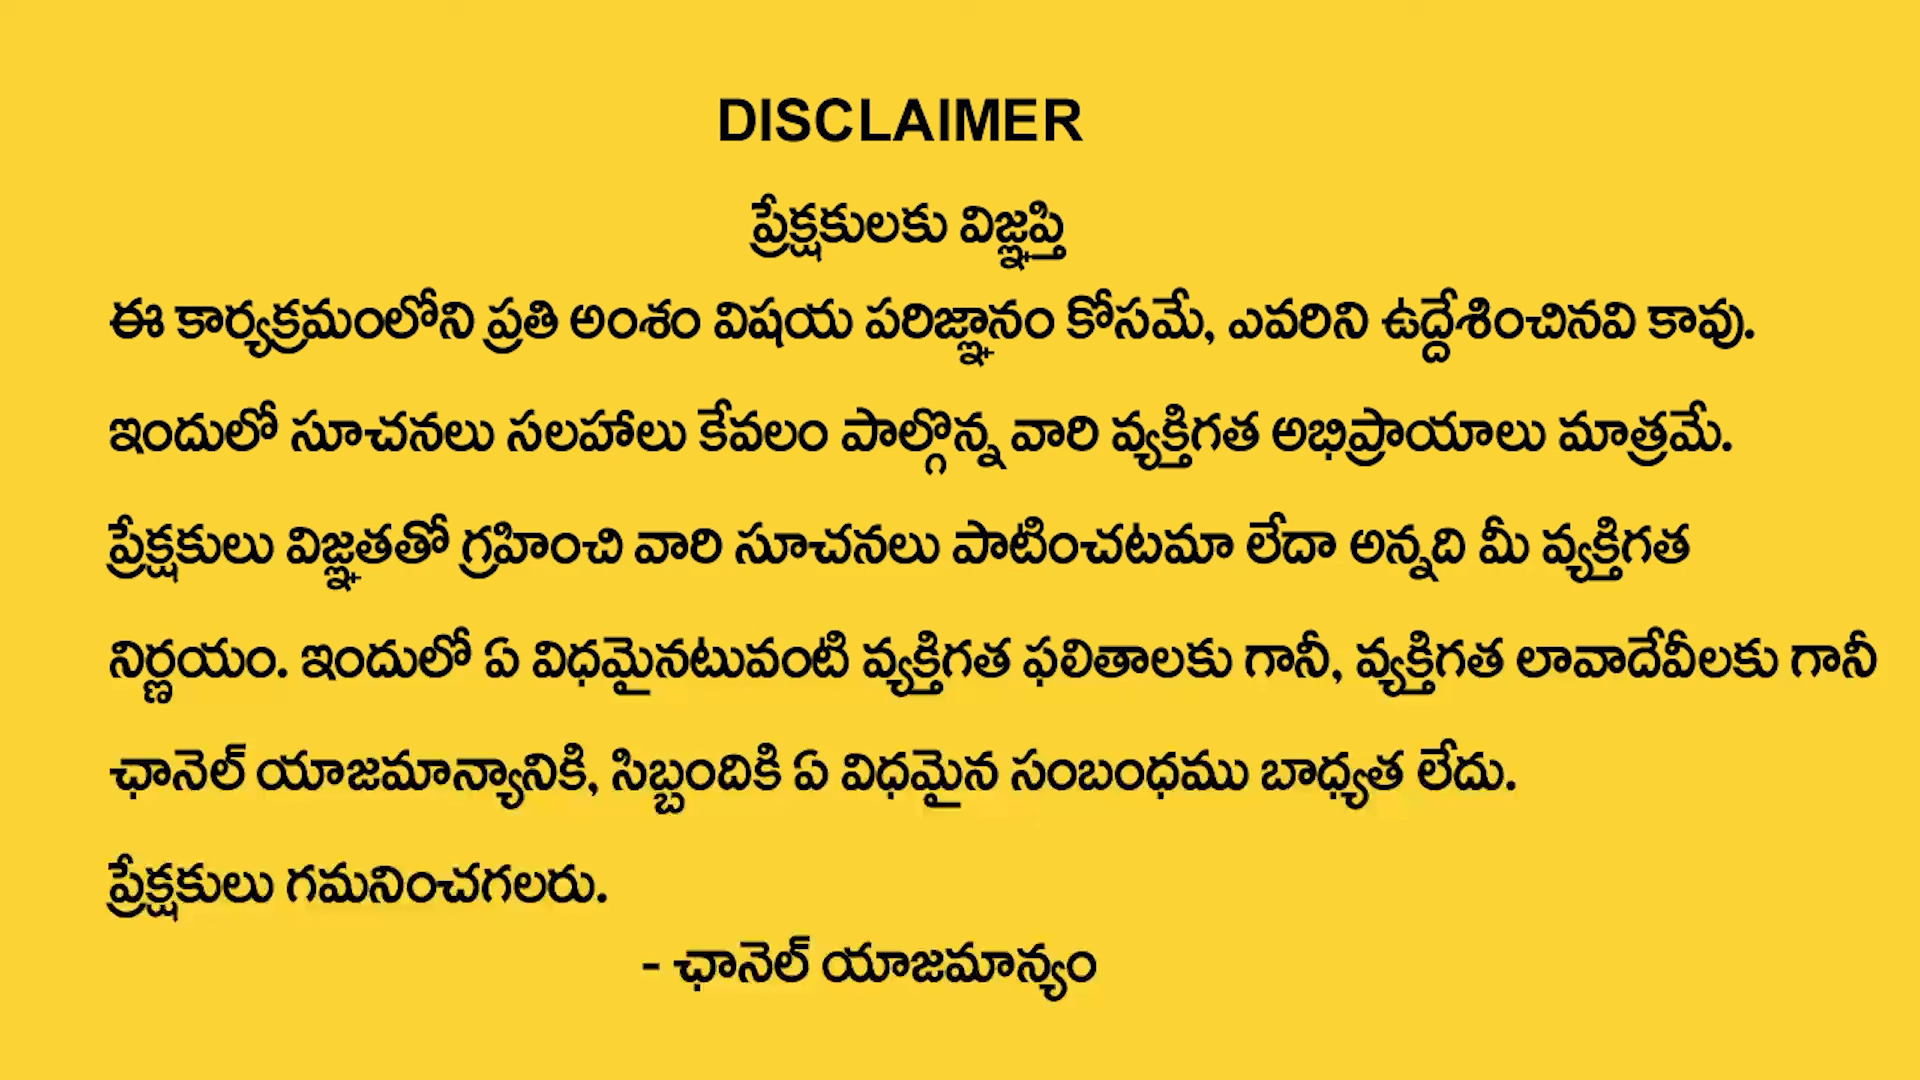 DISCLAIMER
ప్రేక్షకులకు విజ్ఞప్తి
ఈ కార్యక్రమంలోని ప్రతి అంశం విషయ పరిజ్ఞానం కోసమే, ఎవరిని ఉద్దేశించినవి కావు.
ఇందులో సూచనలు సలహాలు కేవలం పాల్గొన్న వారి వ్యక్తిగత అభిప్రాయాలు మాత్రమే.
ప్రేక్షకులు విజ్ఞతతో గ్రహించి వారి సూచనలు పాటించటమా లేదా అన్నది మీ వ్యక్తిగత
నిర్ణయం. ఇందులో ఏ విధమైనటువంటి వ్యక్తిగత ఫలితాలకు గానీ, వ్యక్తిగత లావాదేవీలకు గానీ
ఛానెల్ యాజమాన్యానికి, సిబ్బందికి ఏ విధమైన సంబంధము బాధ్యత లేదు.
ప్రేక్షకులు గమనించగలరు.
- ఛానెల్ యాజమాన్యం